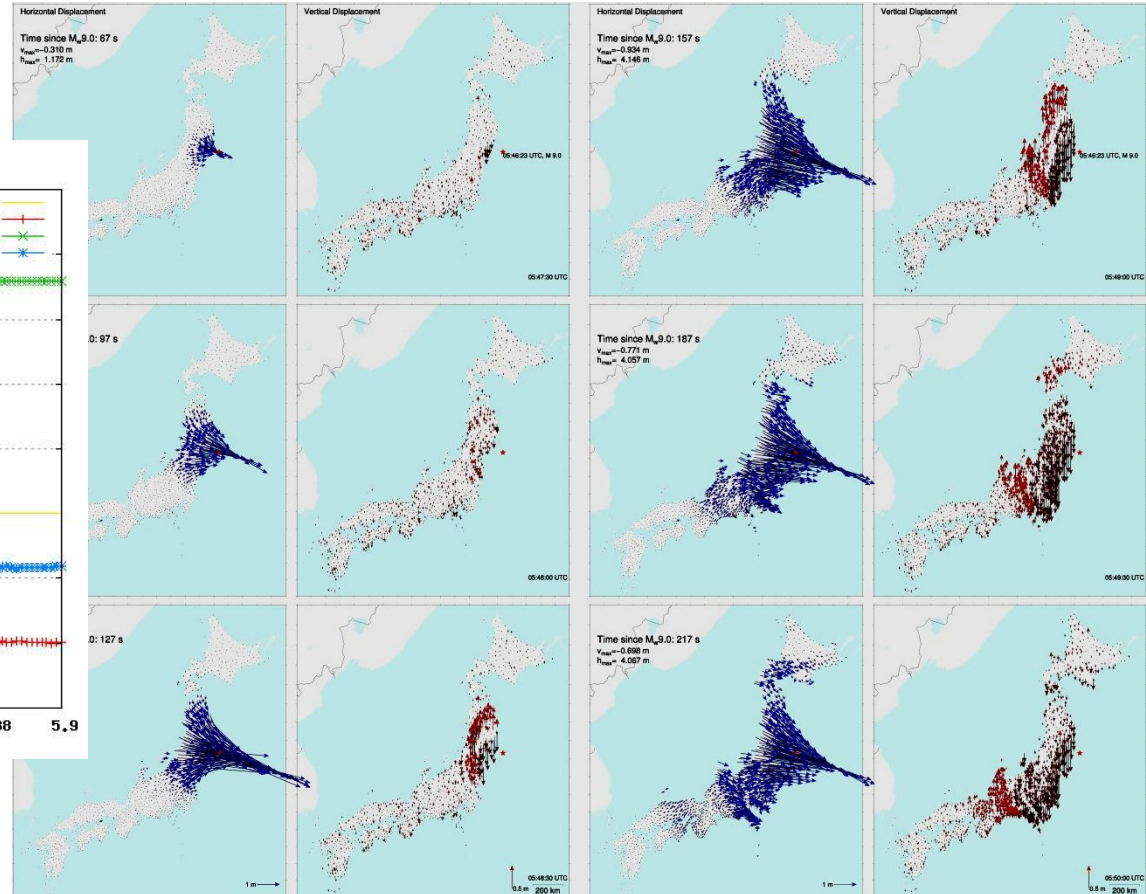 Horizontal Displacement
Time since Mw9.0: 67 s
vmax=-0.310 m
hmax= 1.172 m
Vertical Displacement
05:46:23 UTC, M 9.0
05:47:30 UTC
Horizontal Displacement
Time since Mw9.0: 157 s
vmax=-0.934 m
hmax= 4.146 m
Vertical Displacement
05:46:23 UTC, M 9.0
05:49:00 UTC
.0: 97 s
05:48:00 UTC
Time since Mw9.0: 187 s
vmax=-0.771 m
hmax= 4.057 m
05:49:30 UTC
.0: 127 s
1 m
05:48:30 UTC
0.5 m
200 km
Time since Mw9.0: 217 s
vmax=-0.698 m
hmax= 4.067 m
1 m
05:50:00 UTC
0.5 m
200 km
5.9